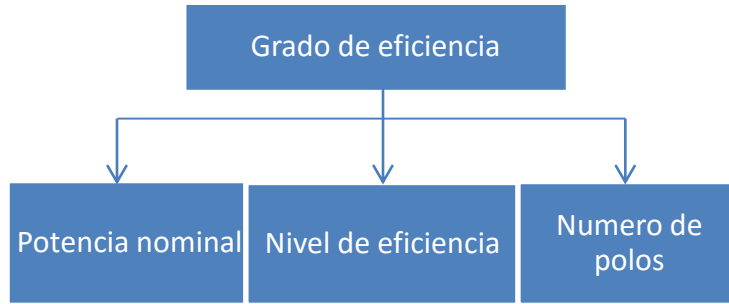 Grado de eficiencia
Potencia nominal
Nivel de eficiencia
Numero de
polos